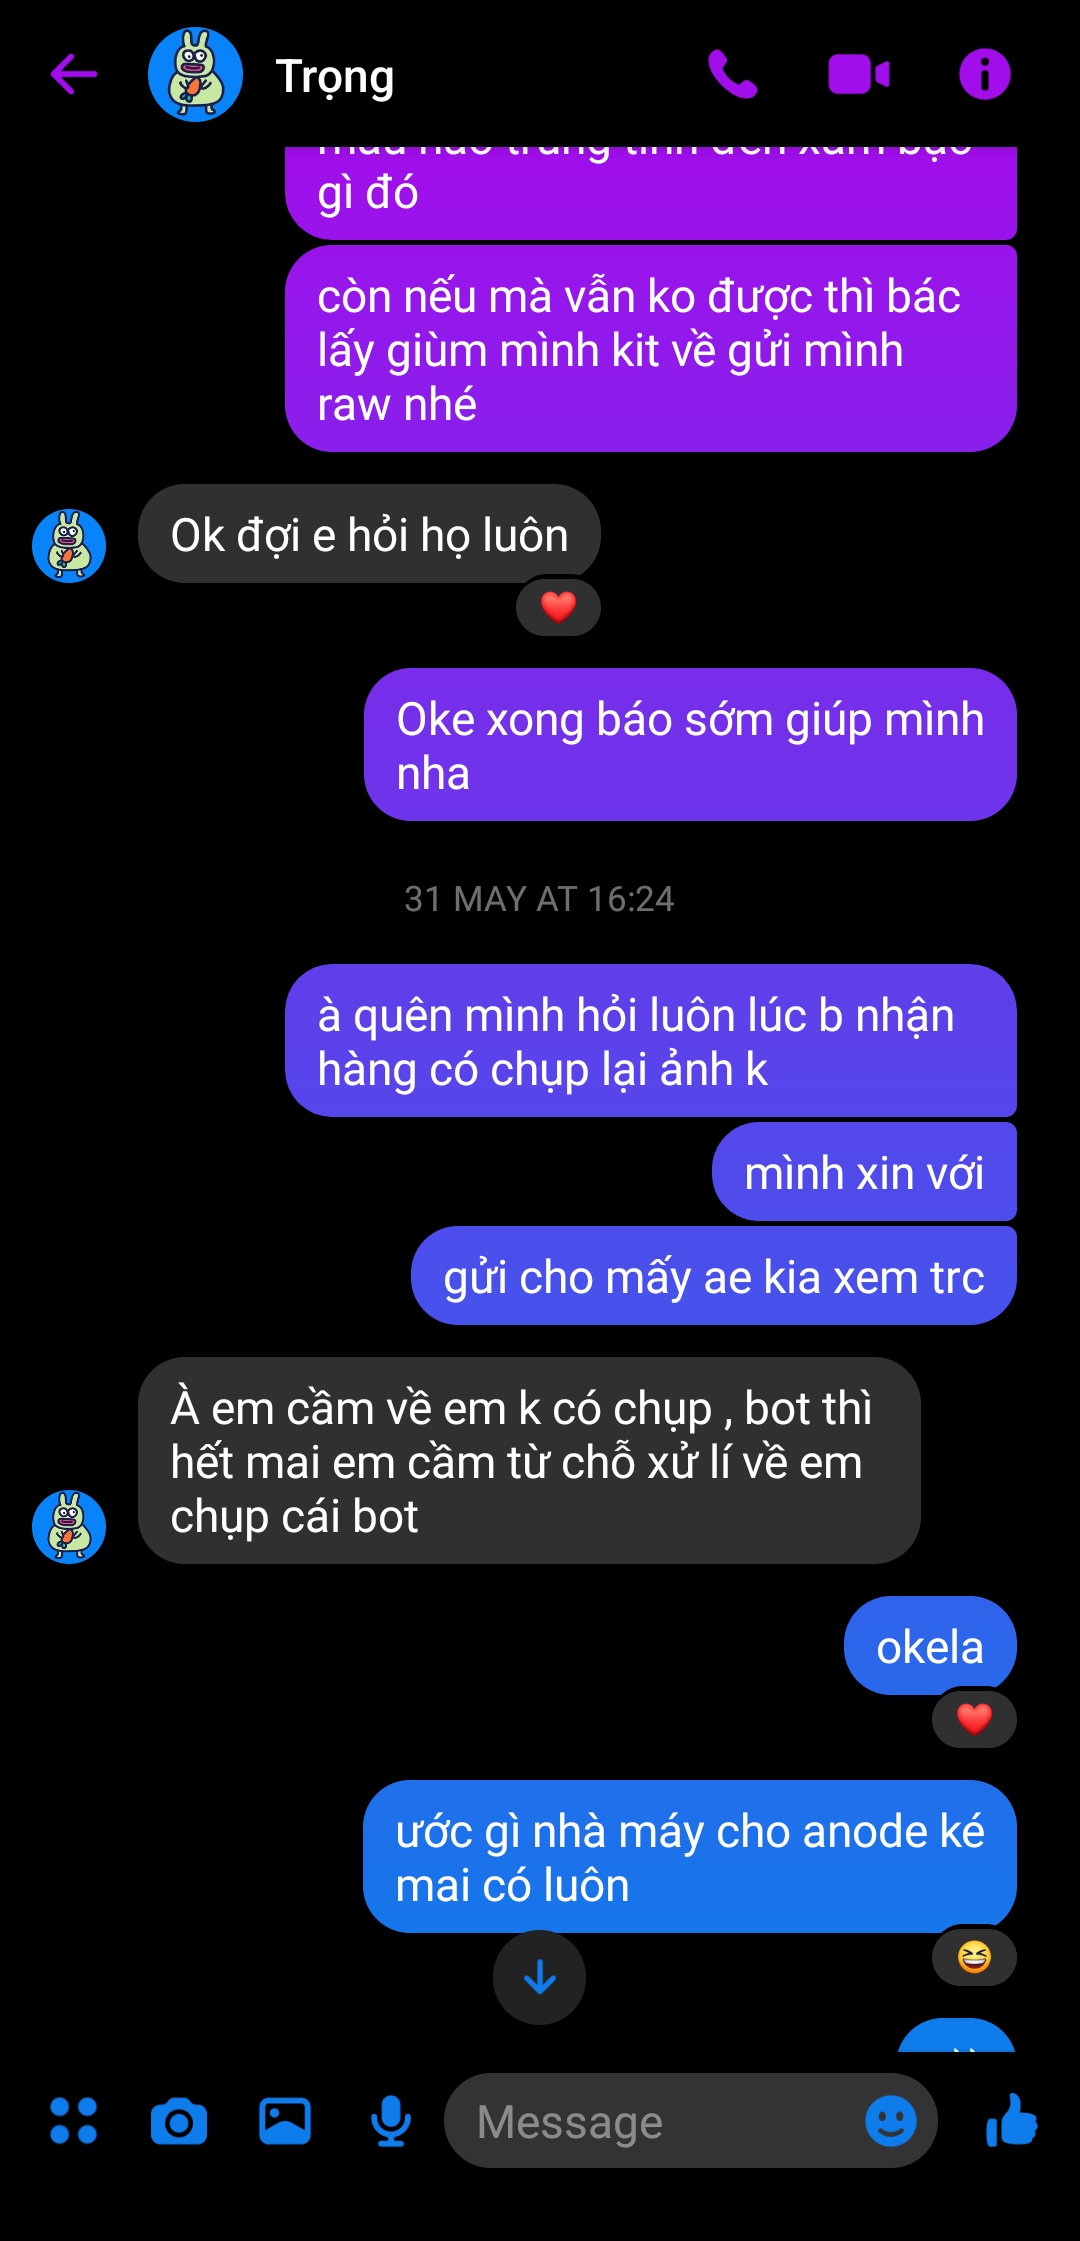 Trọng
gì đó
còn nếu mà vẫn ko được thì bác
lấy giùm mình kit về gửi mình
raw nhé
Ok đợi e hỏi họ luôn
Oke xong báo sớm giúp mình
nha
31 MAY AT 16:24
à quên mình hỏi luôn lúc b nhận
hàng có chụp lại ảnh k
mình xin với
gửi cho mấy ae kia xem trc
À em cầm về em k có chụp , bot thì
hết mai em cầm từ chỗ xử lí về em
chụp cái bot
okela
ước gì nhà máy cho anode ké
mai có luôn
Message